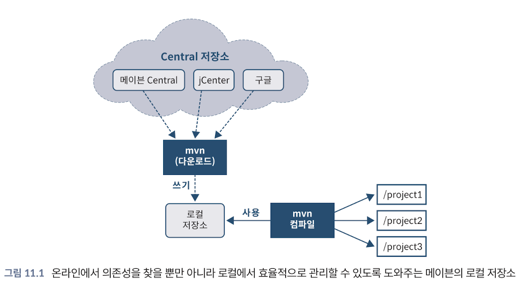 Central 저장소
메이븐 Central
jCenter
구글
mvn
(다운로드)
쓰기
로컬
저장소
사용
mvn
컴파일
/project1
/project2
/project3
그림 11.1 온라인에서 의존성을 찾을 뿐만 아니라 로컬에서 효율적으로 관리할 수 있도록 도와주는 메이븐의 로컬 저장소